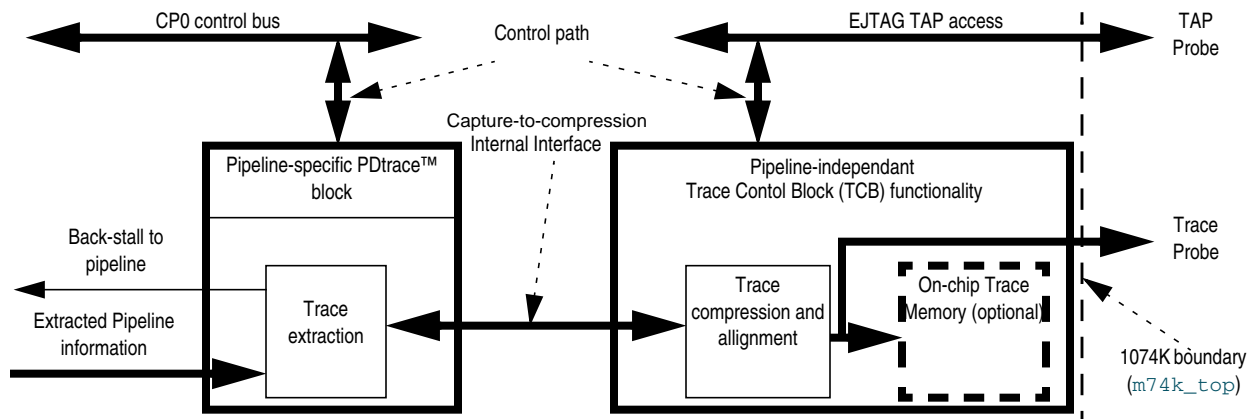 CP0 control bus
Control path
EJTAG TAP access
TAP
Probe
Capture-to-compression
Internal Interface
Pipeline-specific PDtrace™
block
Pipeline-independant
Trace Contol Block (TCB) functionality
Back-stall to
pipeline
Trace
Probe
Trace
extraction
Trace
compression and
allignment
On-chip Trace
Memory (optional)
Extracted Pipeline
information
1074K boundary
(m74k_top)